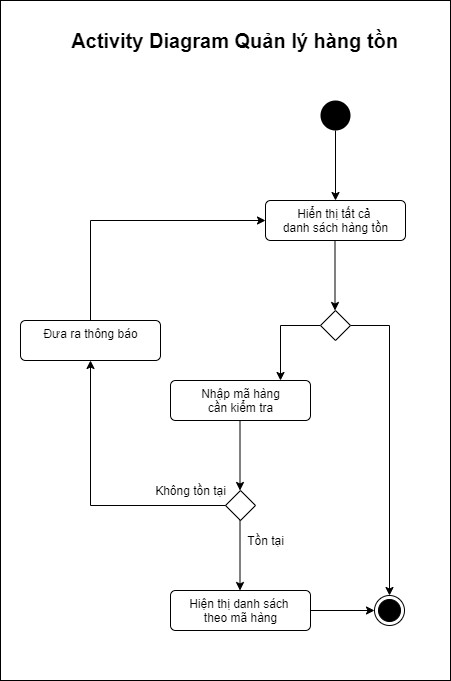 Activity Diagram Quản lý hàng tồn
Hiển thị tất cả
danh sách hàng tồn
Đưa ra thông báo
Nhập mã hàng
cần kiểm tra
Không tồn tại
Tồn tại
Hiện thị danh sách
theo mã hàng